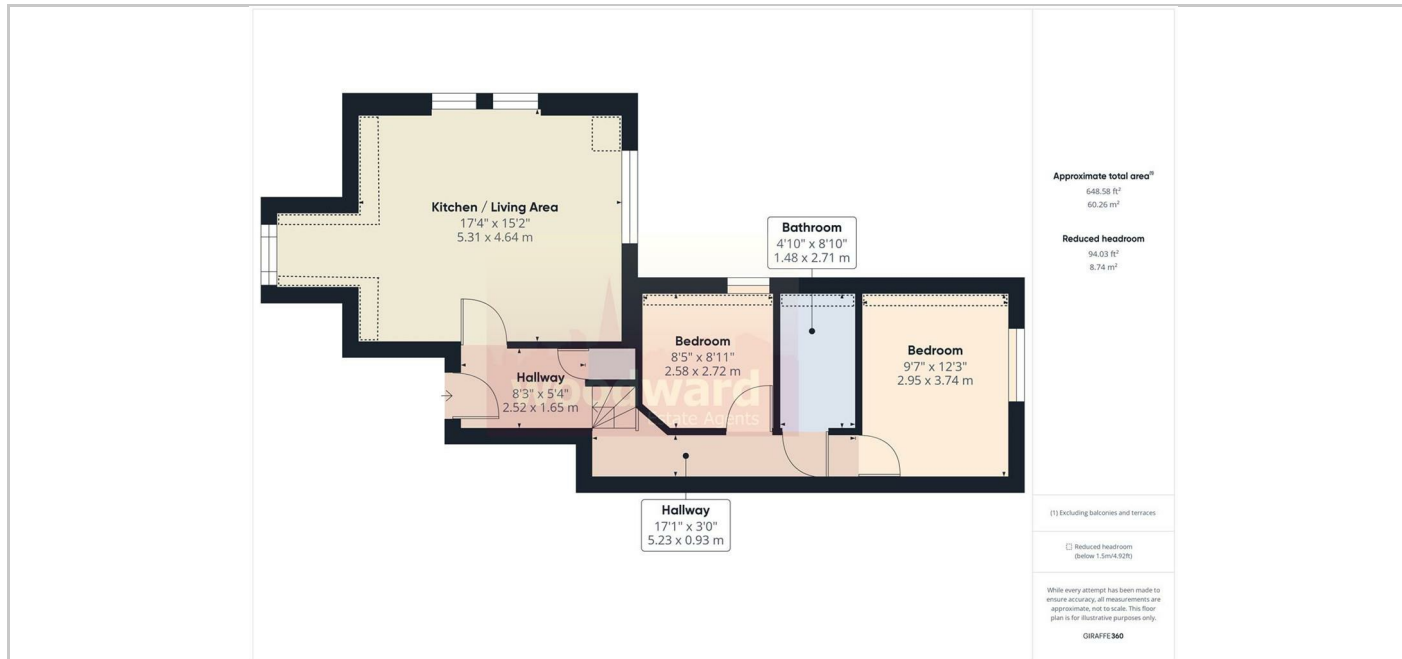 Kitchen / Living Area
17'4" x 15'2"
5.31 x 4.64 m
Bathroom
4'10" x 8'10"
1.48 x 2.71 m
Bedroom
8'5" x 8'11"
2.58 x 2.72 m
Bedroom
9'7" x 12'3"
2.95 x 3.74 m
Hallway
8'3" x 5'4"
2.52 x 1.65 m
woodward
Estate Agents
Hallway
17'1" x 3'0"
5.23 x 0.93 m
Approximate total area(1)
648.58 ft²
60.26 m²
Reduced headroom
94.03 ft²
8.74 m²
(1) Excluding balconies and terraces
Reduced headroom
(below 1.5m/4.92ft)
While every attempt has been made to
ensure accuracy, all measurements are
approximate, not to scale. This floor
plan is for illustrative purposes only.
GIRAFFE360